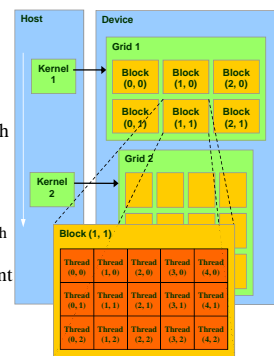 Host
Device
Grid 1
Kernel
1
Block
(0, 0)
Block
(1, 0)
Block
(2, 0)
Block
(0, 1)
Block
(1, 1)
Block
(2, 1)
h
Grid 2
Kernel
2
h
nt
Block (1, 1)
Thread
(0, 0)
Thread
(1, 0)
Thread
(2, 0)
Thread
(3, 0)
Thread
(4, 0)
Thread
(0, 1)
Thread
(1, 1)
Thread
(2, 1)
Thread
(3, 1)
Thread
(4, 1)
Thread
(0, 2)
Thread
(1, 2)
Thread
(2, 2)
Thread
(3, 2)
Thread
(4, 2)